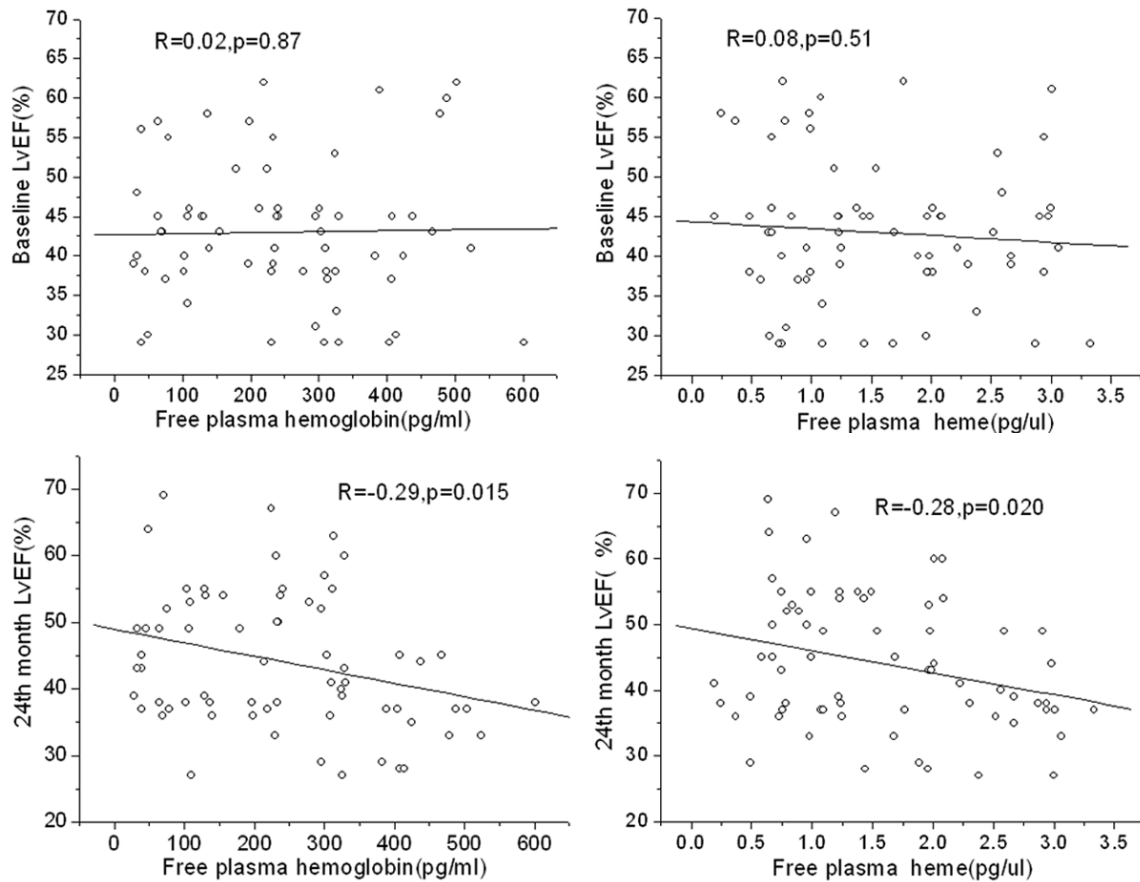 R=0.02,p=0.87
Baseline LvEF(%)
70
65
60
55
50
45
40
35
30
25
0 100 200 300 400 500 600
Free plasma hemoglobin(pg/ml)
R=0.08,p=0.51
Baseline LvEF(%)
70
65
60
55
50
45
40
35
30
25
0.0 0.5 1.0 1.5 2.0 2.5 3.0 3.5
Free plasma heme(pg/ul)
R=-0.29,p=0.015
24th month LvEF(%)
70
60
50
40
30
20
0 100 200 300 400 500 600
Free plasma hemoglobin(pg/ml)
R=-0.28,p=0.020
24th month LvEF( %)
70
60
50
40
30
20
0.0 0.5 1.0 1.5 2.0 2.5 3.0 3.5
Free plasma heme(pg/ul)